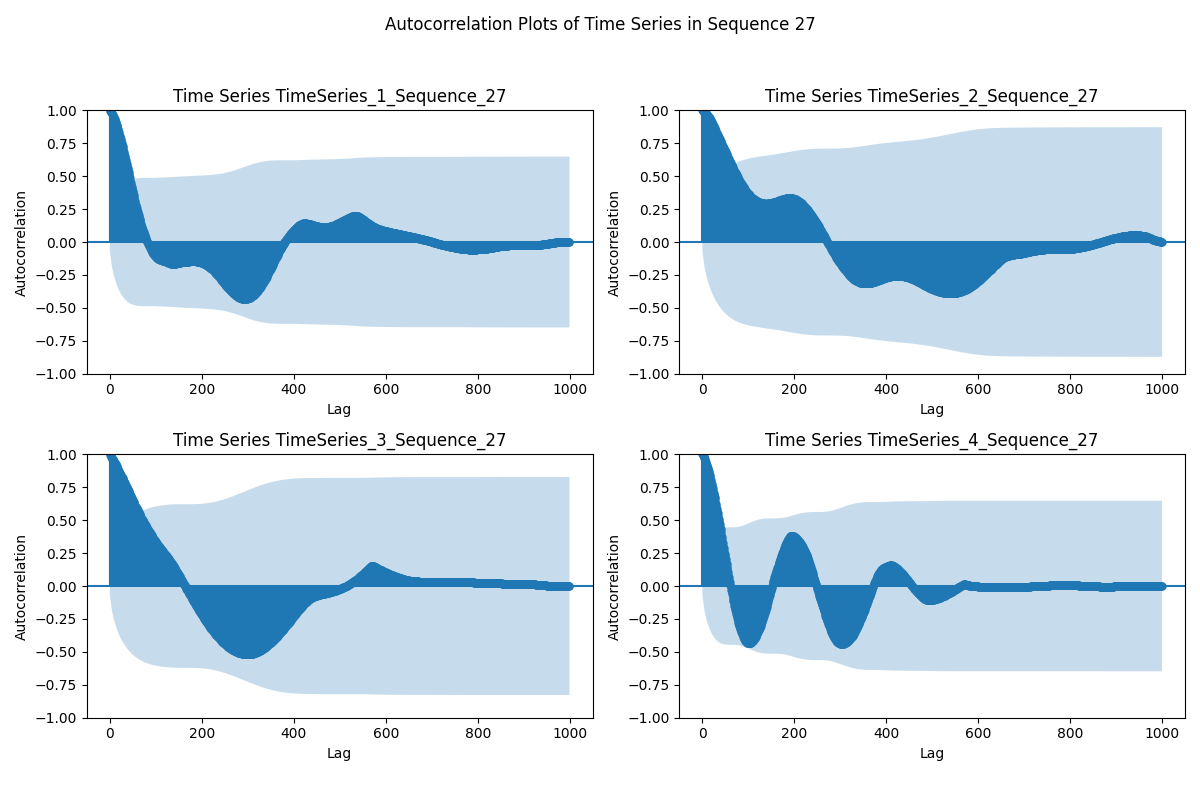 Autocorrelation Plots of Time Series in Sequence 27
Time Series TimeSeries_1_Sequence_27
1.00
0.75
0.50
0.25
0.00
−0.25
−0.50
−0.75
−1.00
Autocorrelation
0 200 400 600 800 1000
Lag
Time Series TimeSeries_2_Sequence_27
1.00
0.75
0.50
0.25
0.00
−0.25
−0.50
−0.75
−1.00
Autocorrelation
0 200 400 600 800 1000
Lag
Time Series TimeSeries_3_Sequence_27
1.00
0.75
0.50
0.25
0.00
−0.25
−0.50
−0.75
−1.00
Autocorrelation
0 200 400 600 800 1000
Lag
Time Series TimeSeries_4_Sequence_27
1.00
0.75
0.50
0.25
0.00
−0.25
−0.50
−0.75
−1.00
Autocorrelation
0 200 400 600 800 1000
Lag